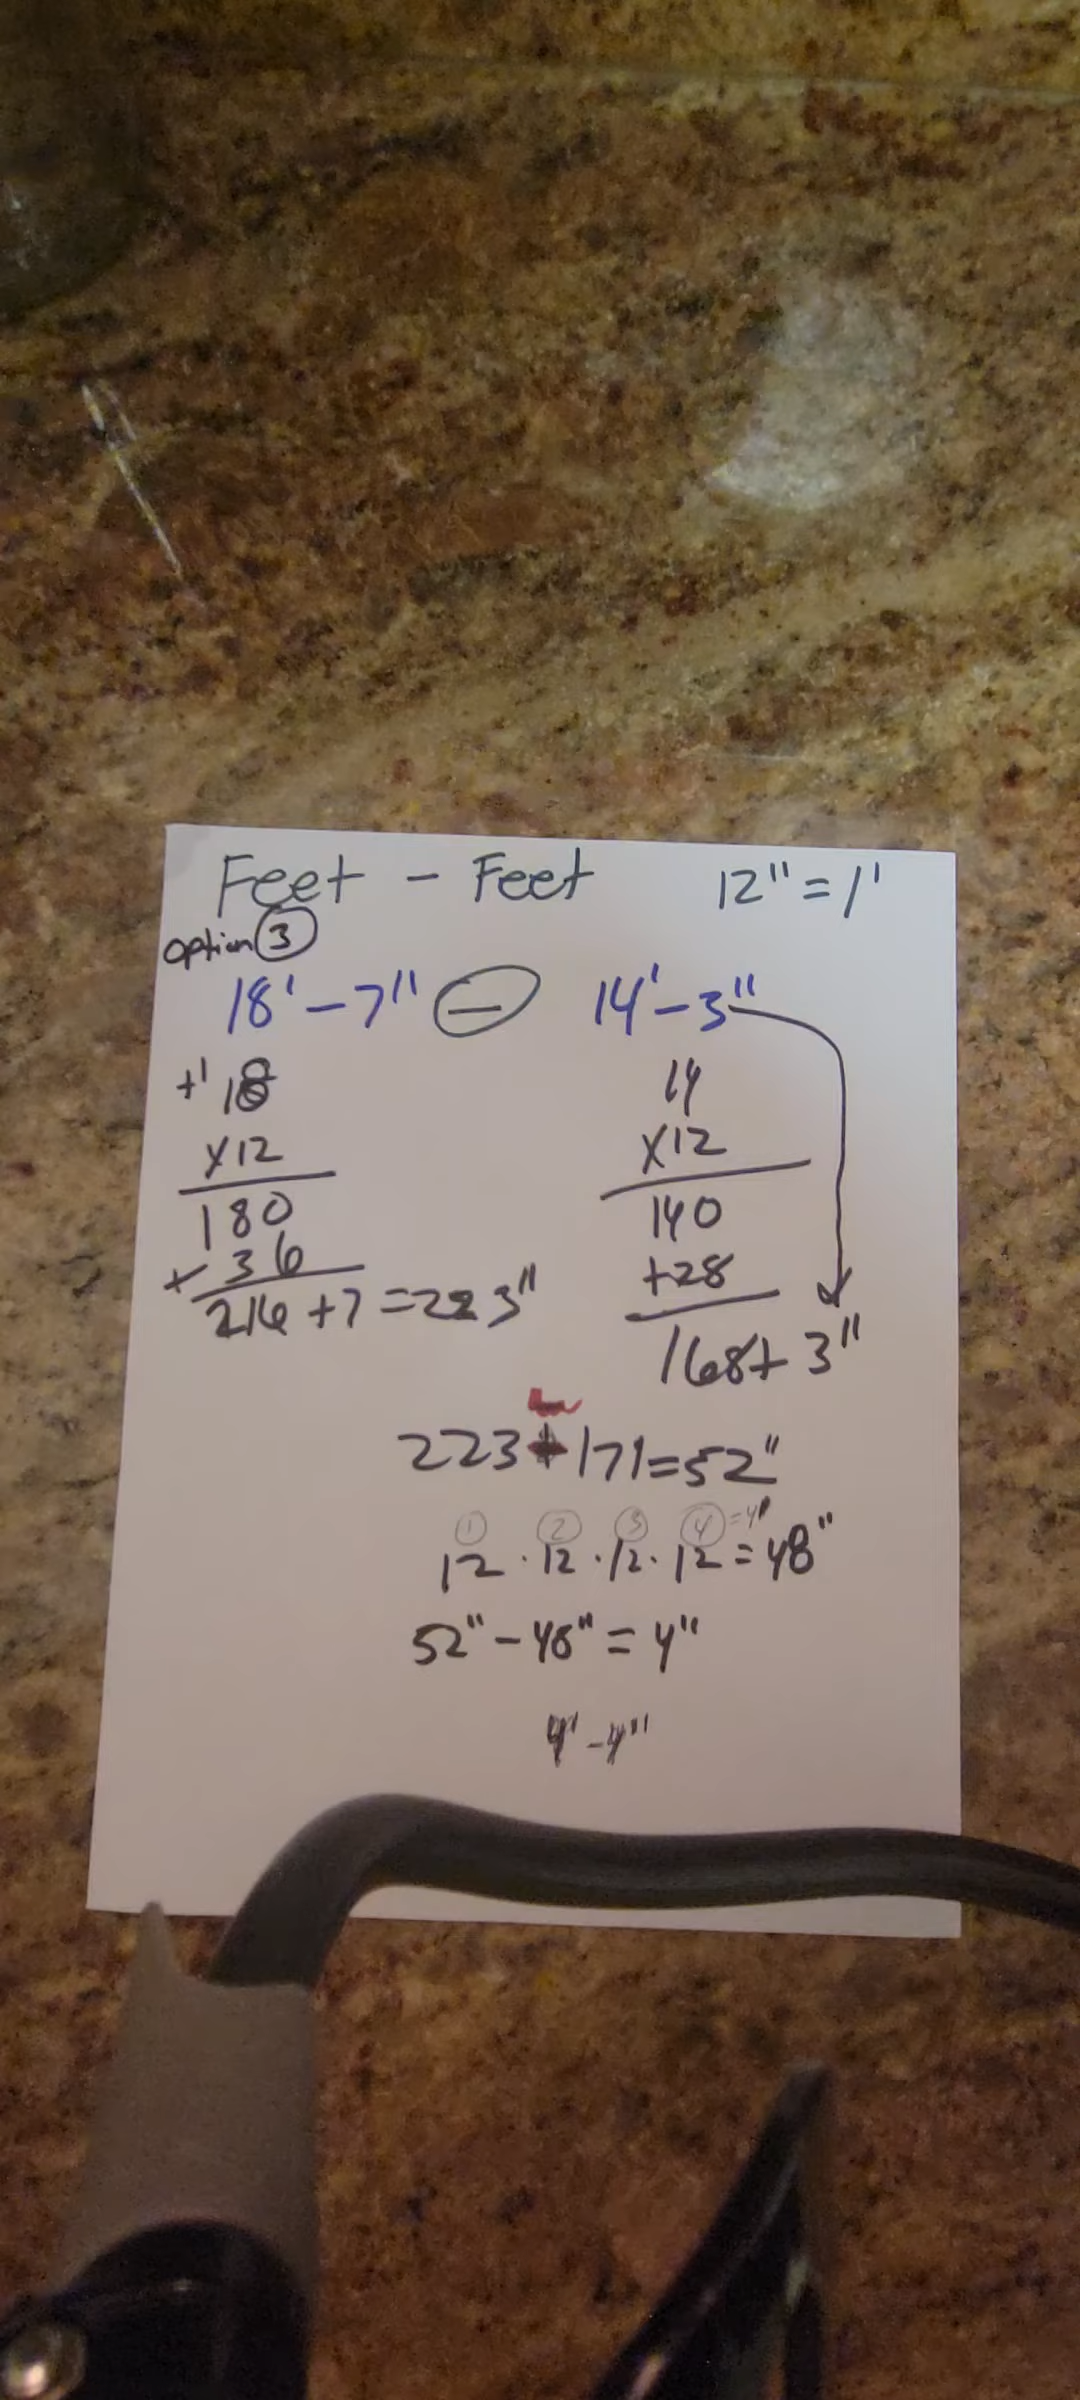 Feet - Feet 12" = 1'
Option 3
18' - 7" - 14' - 3"
+1 18 14
x12 x12
180 140
+ 36 +28
216 + 7 = 223" 168 + 3"
223 - 171 = 52"
1 2 3 4 = 4'
12 · 12 · 12 · 12 = 48"
52" - 48" = 4"
4' - 4"